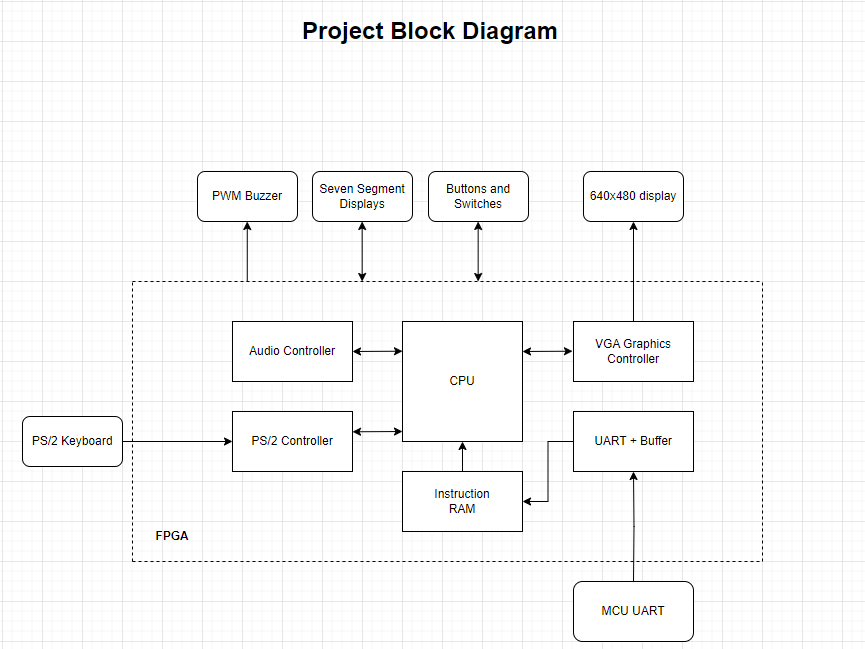 Project Block Diagram
PWM Buzzer
Seven Segment
Displays
Buttons and
Switches
640x480 display
Audio Controller
CPU
VGA Graphics
Controller
PS/2 Keyboard
PS/2 Controller
UART + Buffer
Instruction
RAM
FPGA
MCU UART